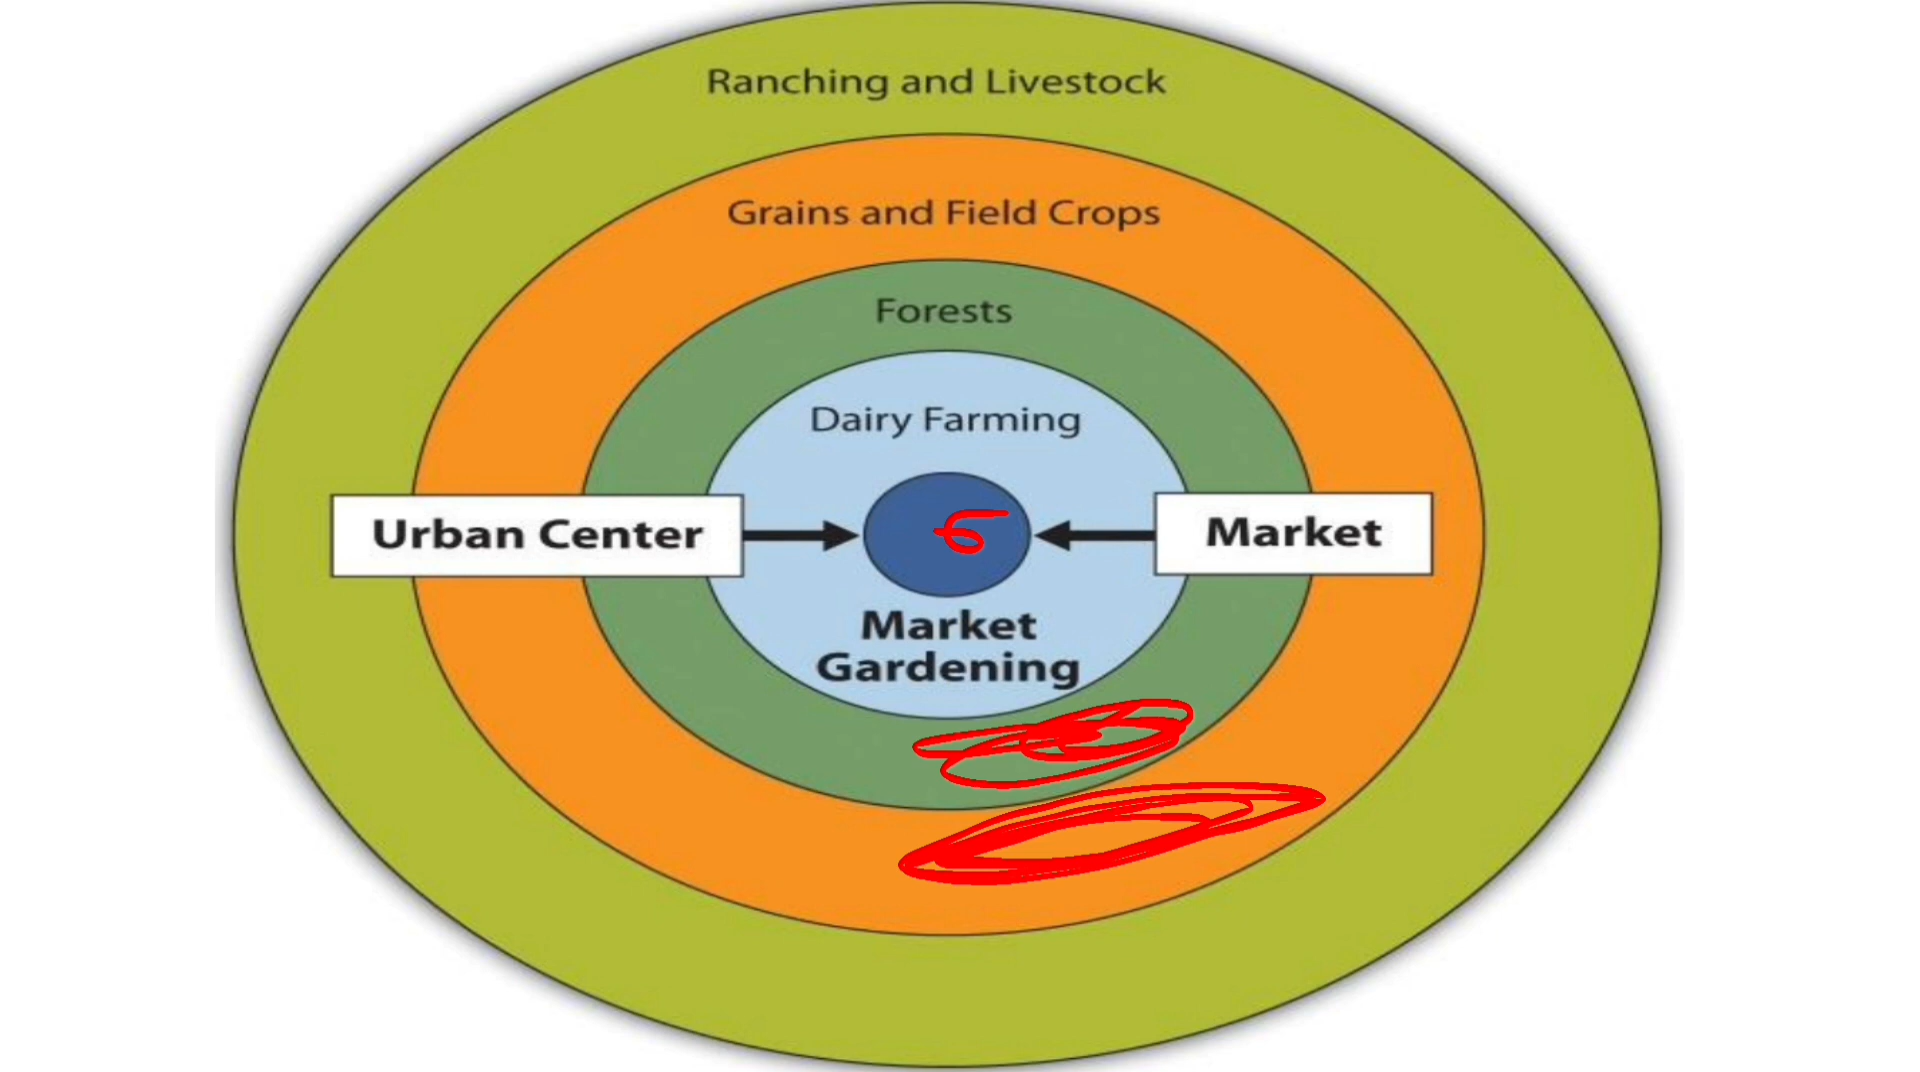 Ranching and Livestock
Grains and Field Crops
Forests
Dairy Farming
Urban Center
Market
Market
Gardening